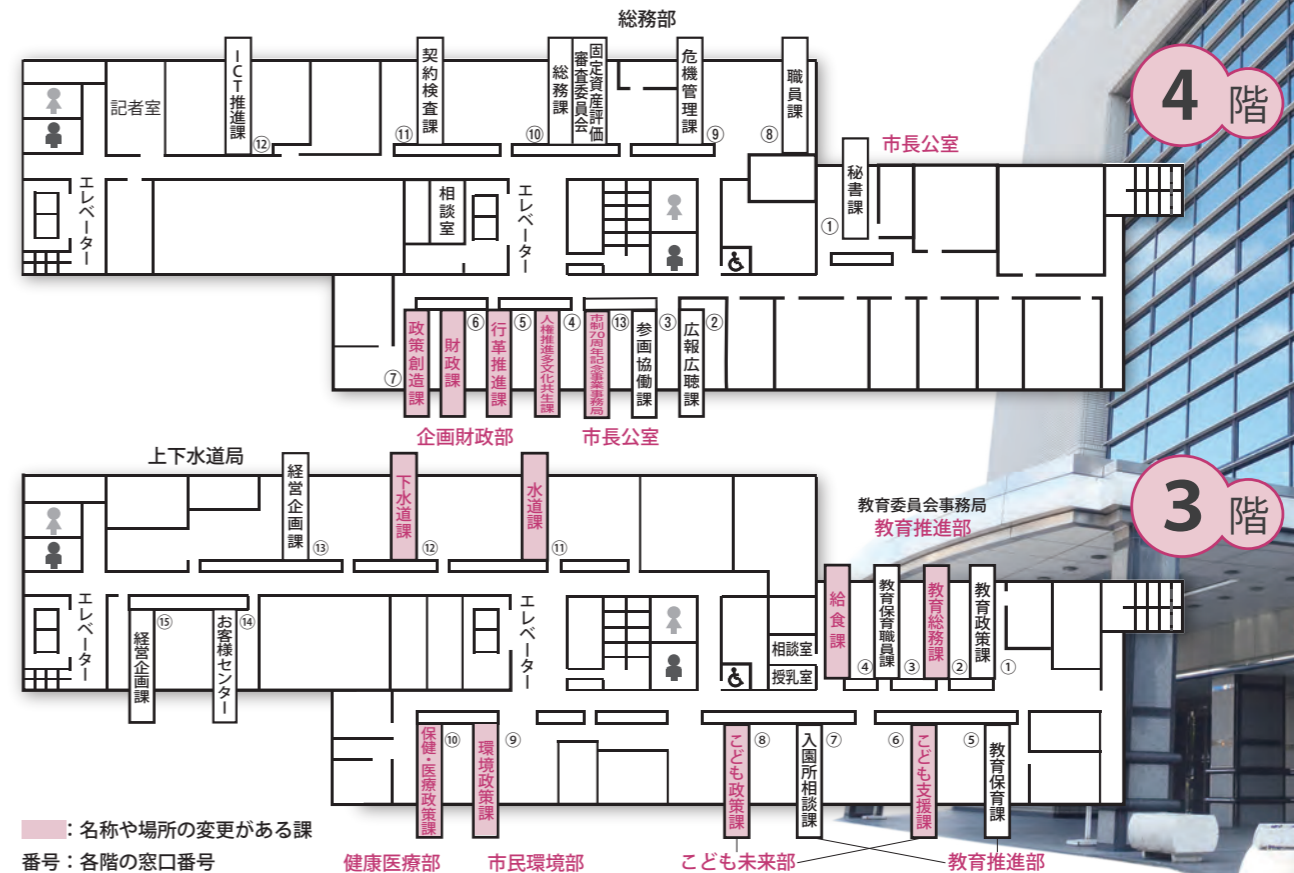 総務部
4階
ICT推進課
⑫
契約検査課
⑪
総務課
固定資産評価審査委員会
⑩
危機管理課
⑨
職員課
⑧
記者室
市長公室
秘書課
①
エレベーター
相談室
エレベーター
政策創造課
⑦
財政課
⑥
行革推進課
⑤
人権推進多文化共生課
④
市制70周年記念事業事務局
⑬
参画協働課
③
広報広聴課
②
企画財政部
市長公室
3階
上下水道局
経営企画課
⑬
下水道課
⑫
水道課
⑪
教育委員会事務局
教育推進部
給食課
教育保育職員課
④
教育総務課
③
教育政策課
②
①
エレベーター
経営企画課
⑮
お客様センター
⑭
エレベーター
相談室
授乳室
保健・医療政策課
⑩
環境政策課
⑨
こども政策課
⑧
入園所相談課
⑦
こども支援課
⑥
教育保育課
⑤
健康医療部
市民環境部
こども未来部
教育推進部
：名称や場所の変更がある課
番号：各階の窓口番号